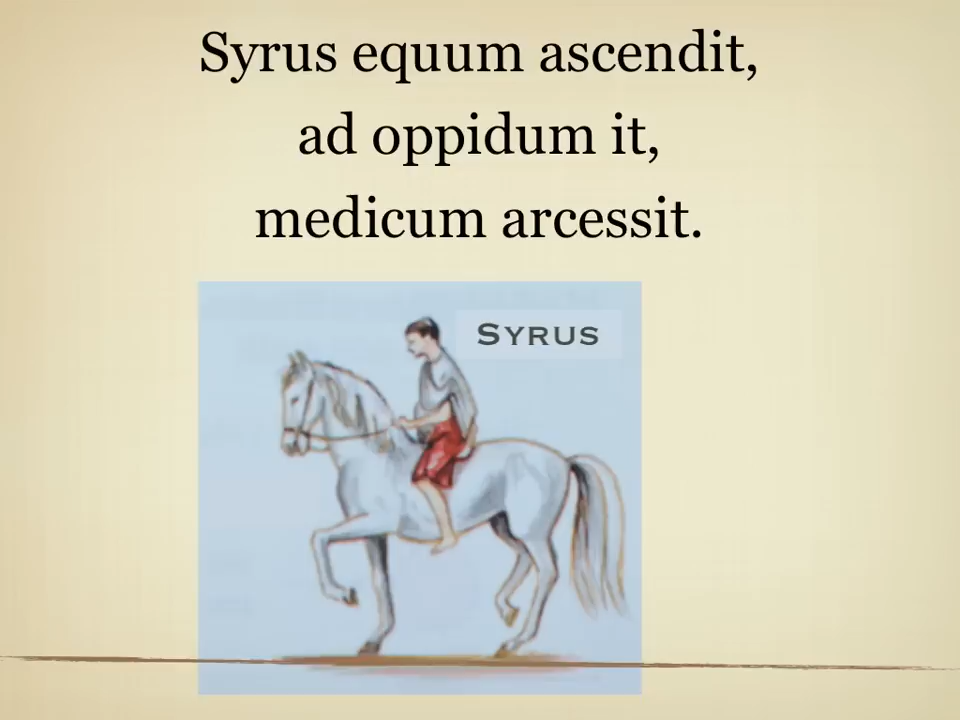 Syrus equum ascendit,
ad oppidum it,
medicum arcessit.
SYRUS